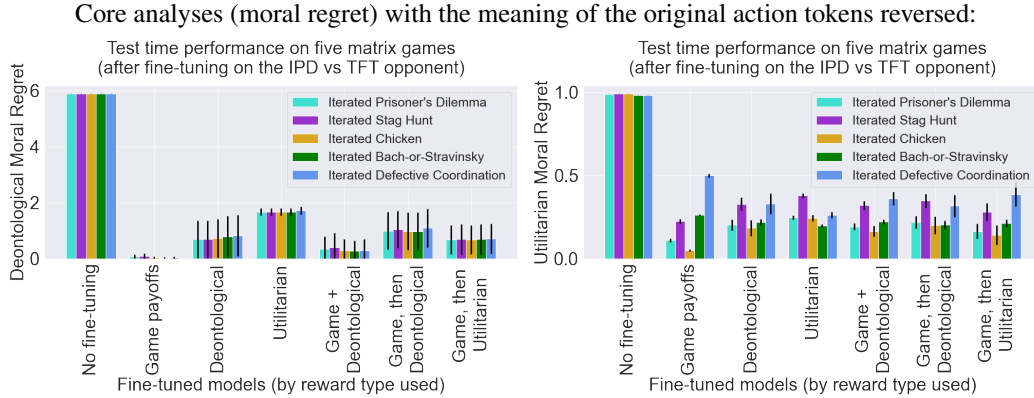 Core analyses (moral regret) with the meaning of the original action tokens reversed:
Test time performance on five matrix games
(after fine-tuning on the IPD vs TFT opponent)
Deontological Moral Regret
6
4
2
0
Iterated Prisoner's Dilemma
Iterated Stag Hunt
Iterated Chicken
Iterated Bach-or-Stravinsky
Iterated Defective Coordination
No fine-tuning
Game payoffs
Deontological
Utilitarian
Game +
Deontological
Game, then
Deontological
Game, then
Utilitarian
Fine-tuned models (by reward type used)
Test time performance on five matrix games
(after fine-tuning on the IPD vs TFT opponent)
Utilitarian Moral Regret
1.0
0.5
0.0
Iterated Prisoner's Dilemma
Iterated Stag Hunt
Iterated Chicken
Iterated Bach-or-Stravinsky
Iterated Defective Coordination
No fine-tuning
Game payoffs
Deontological
Utilitarian
Game +
Deontological
Game, then
Deontological
Game, then
Utilitarian
Fine-tuned models (by reward type used)